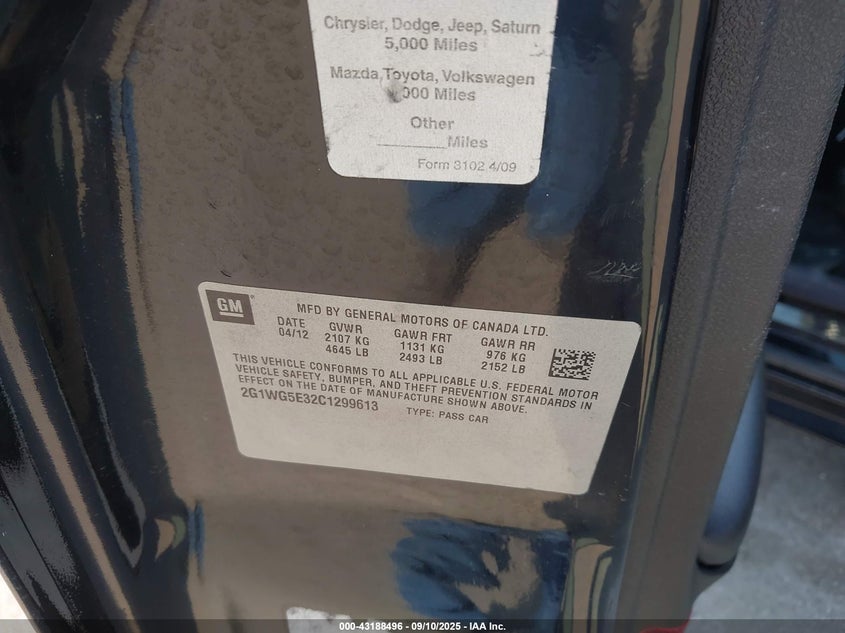 Chrysler, Dodge, Jeep, Saturn
5,000 Miles
Mazda, Toyota, Volkswagen
000 Miles
Other
________Miles
Form 3102 4/09
GM
MFD BY GENERAL MOTORS OF CANADA LTD.
DATE GVWR GAWR FRT GAWR RR
04/12 2107 KG 1131 KG 976 KG
4645 LB 2493 LB 2152 LB
THIS VEHICLE CONFORMS TO ALL APPLICABLE U.S. FEDERAL MOTOR
VEHICLE SAFETY, BUMPER, AND THEFT PREVENTION STANDARDS IN
EFFECT ON THE DATE OF MANUFACTURE SHOWN ABOVE.
2G1WG5E32C1299613 TYPE: PASS CAR
000-43188496 - 09/10/2025 - IAA Inc.